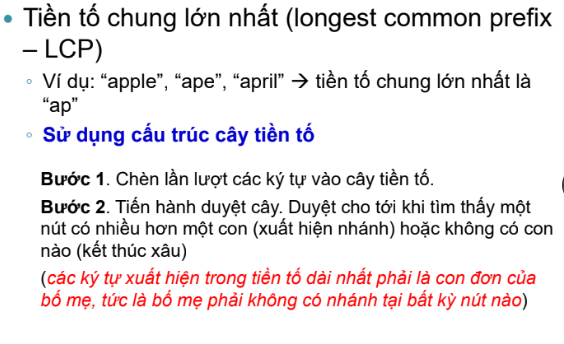 • Tiền tố chung lớn nhất (longest common prefix
– LCP)
◦ Ví dụ: “apple”, “ape”, “april” → tiền tố chung lớn nhất là
“ap”
◦ Sử dụng cấu trúc cây tiền tố
Bước 1. Chèn lần lượt các ký tự vào cây tiền tố.
Bước 2. Tiến hành duyệt cây. Duyệt cho tới khi tìm thấy một
nút có nhiều hơn một con (xuất hiện nhánh) hoặc không có con
nào (kết thúc xâu)
(các ký tự xuất hiện trong tiền tố dài nhất phải là con đơn của
bố mẹ, tức là bố mẹ phải không có nhánh tại bất kỳ nút nào)